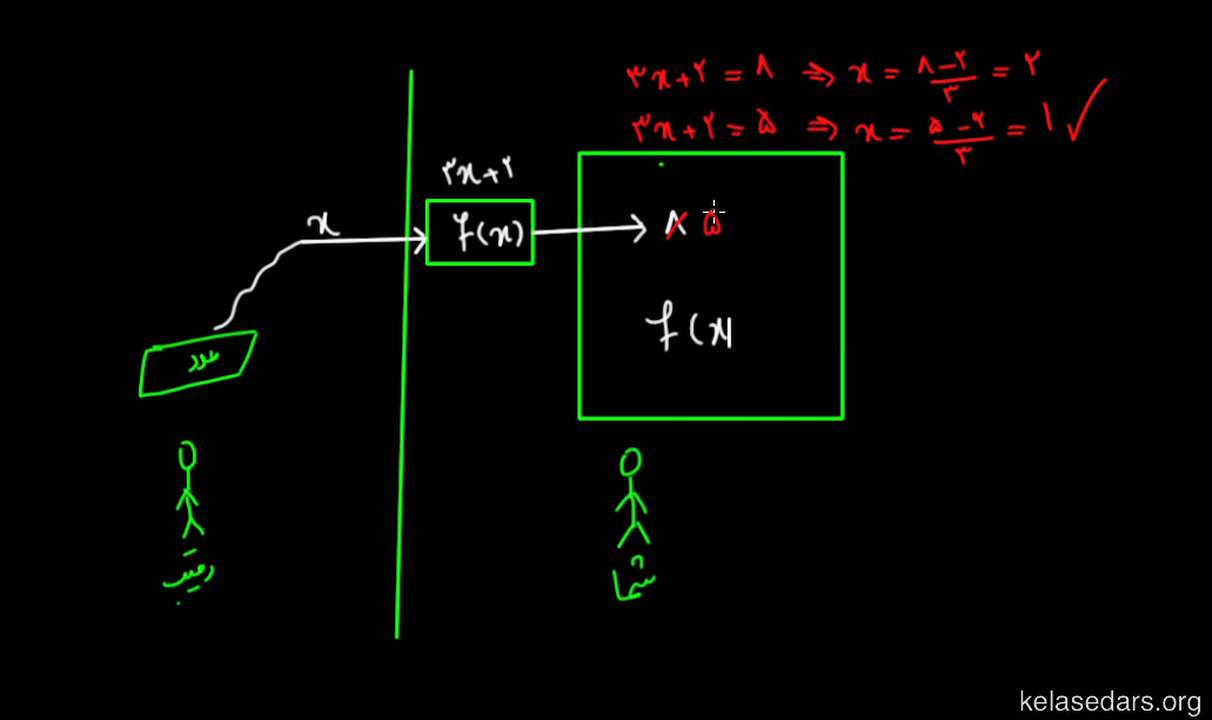 ۳x+۲ = ۸ ⇒ x = (۸-۲)/۳ = ۲
۳x+۲ = ۵ ⇒ x = (۵-۲)/۳ = ۱ ✓
۳x+۲
x
f(x)
۸ ۵
f(x
عدد
رقیب
شما
kelasedars.org